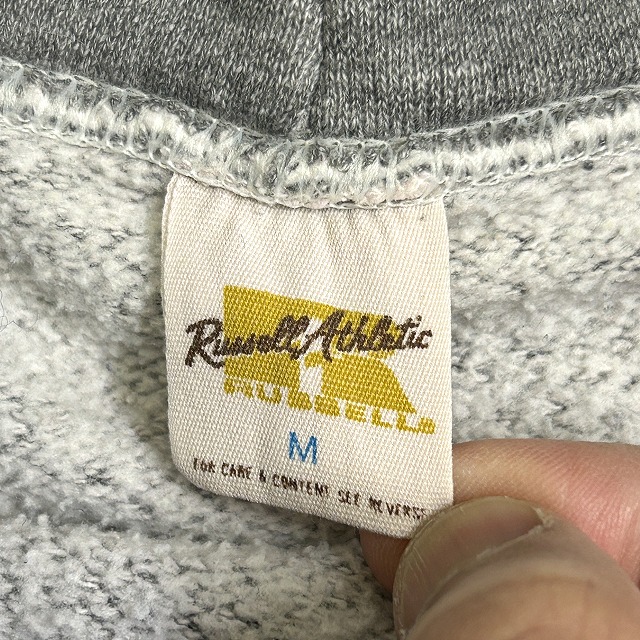 Russell Athletic
RUSSELL
M
FOR CARE & CONTENT SEE REVERSE